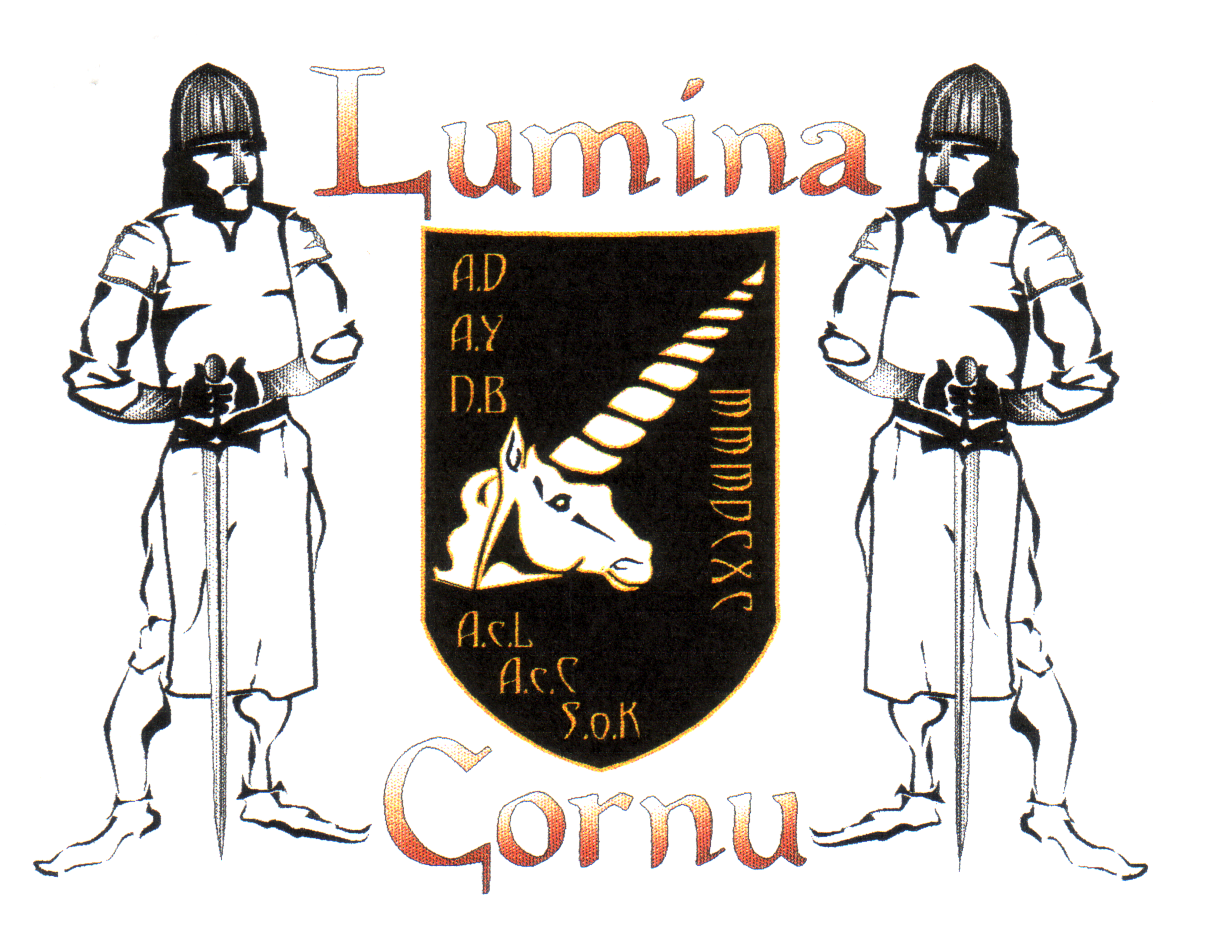 Lumina
A.D
A.Y
D.B
MMMDCXC
A.c.L
A.c.C
S.o.K
Cornu